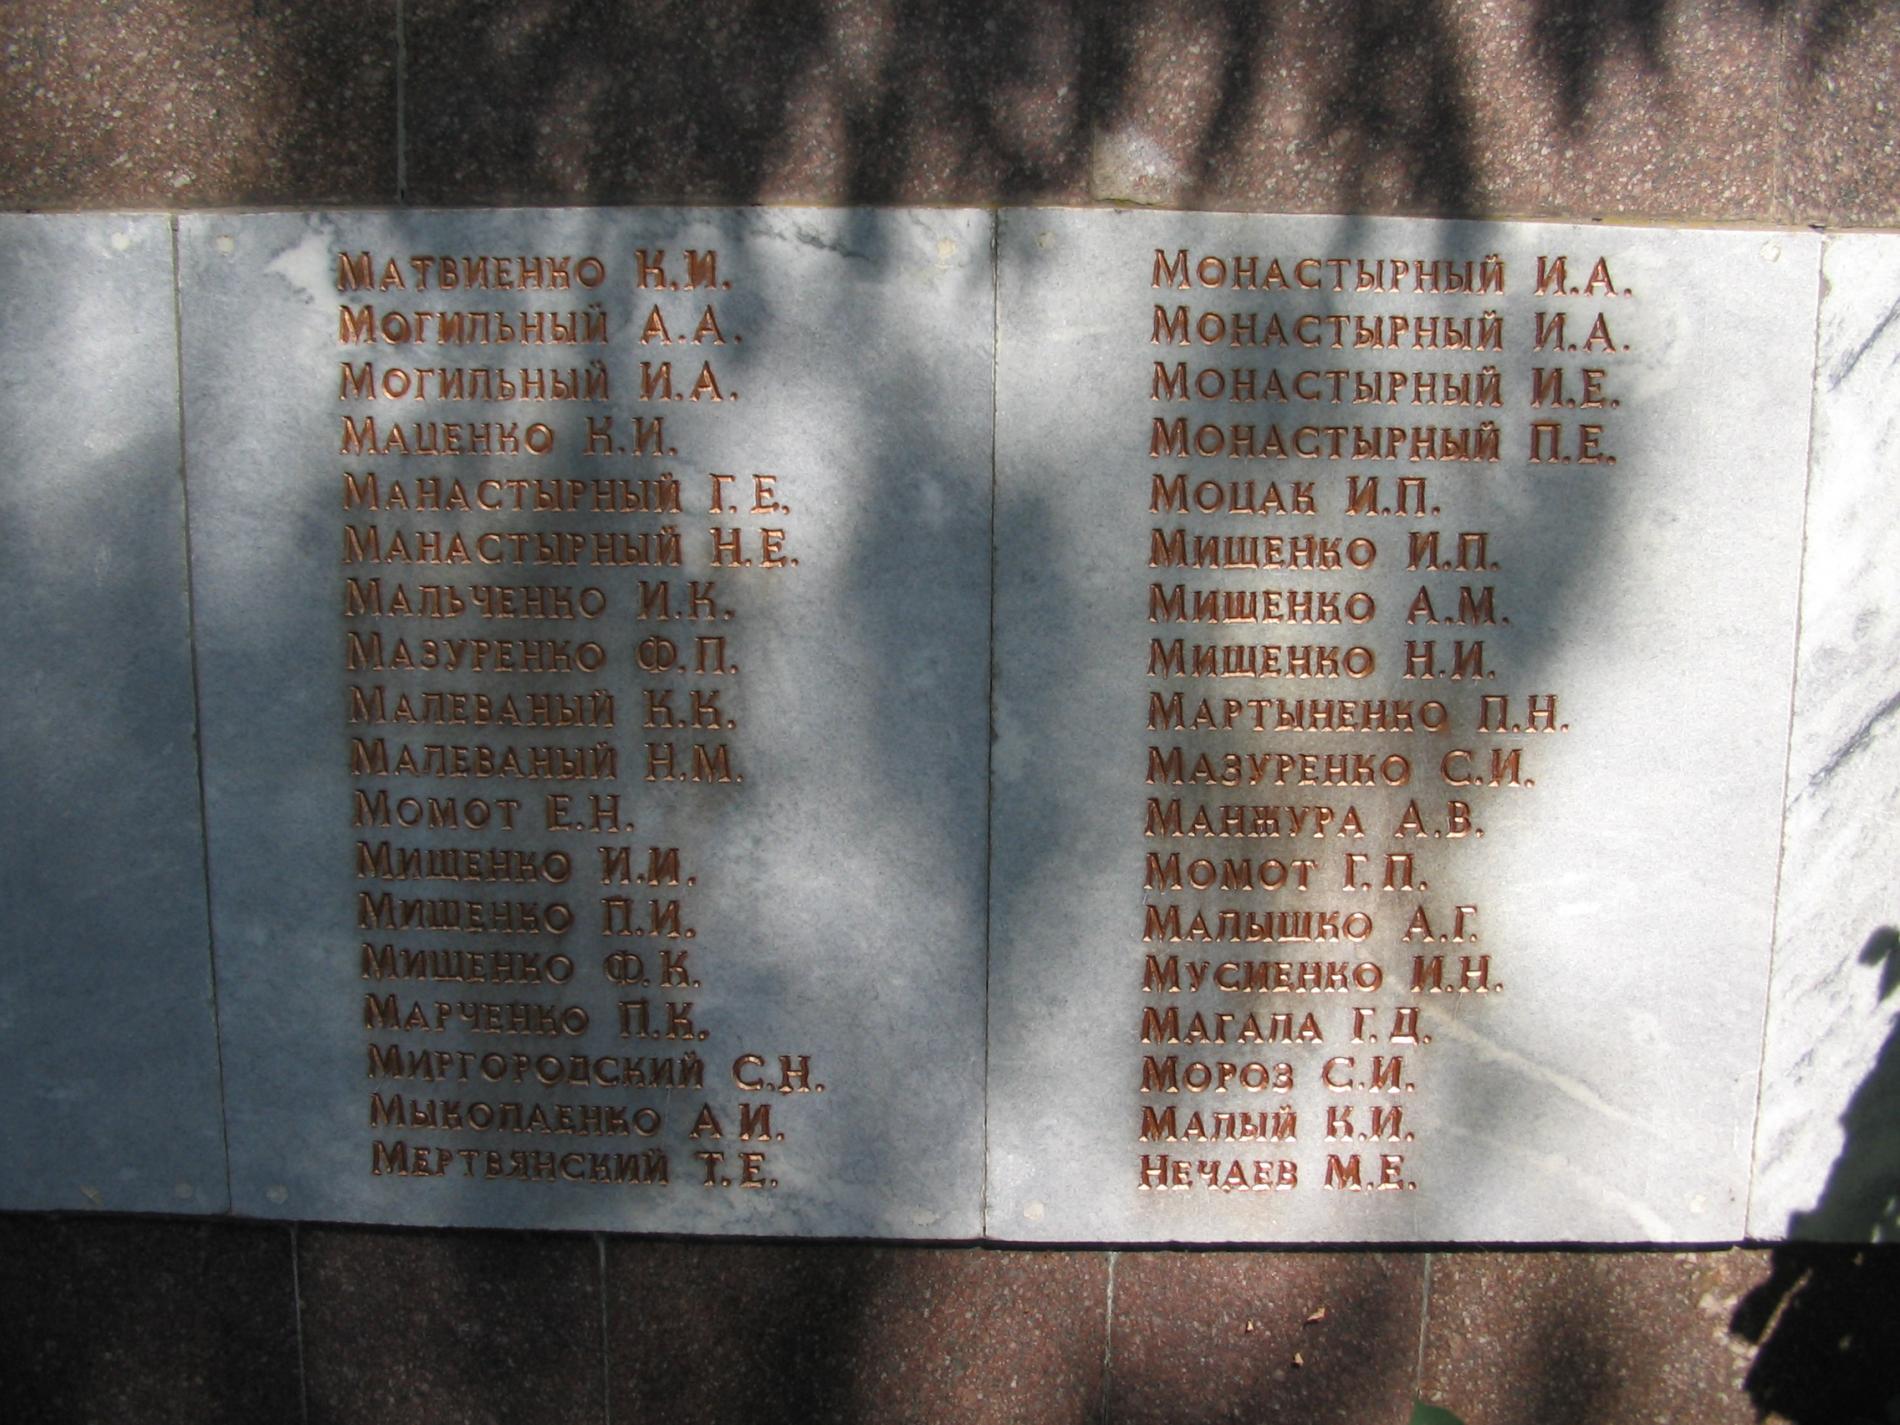 Матвиенко К.И.
Могильный А.А.
Могильный И.А.
Маценко К.И.
Манастырный Г.Е.
Манастырный Н.Е.
Мальченко И.К.
Мазуренко Ф.П.
Малеваный К.К.
Малеваный Н.М.
Момот Е.Н.
Мищенко И.И.
Мищенко П.И.
Мищенко Ф.К.
Марченко П.К.
Миргородский С.Н.
Мыколаенко А.И.
Мертвянский Т.Е.
Монастырный И.А.
Монастырный И.А.
Монастырный И.Е.
Монастырный П.Е.
Моцак И.П.
Мищенко И.П.
Мищенко А.М.
Мищенко Н.И.
Мартыненко П.Н.
Мазуренко С.И.
Манжура А.В.
Момот Г.П.
Малышко А.Г.
Мусиенко И.Н.
Магала Г.Д.
Мороз С.И.
Малый К.И.
Нечаев М.Е.